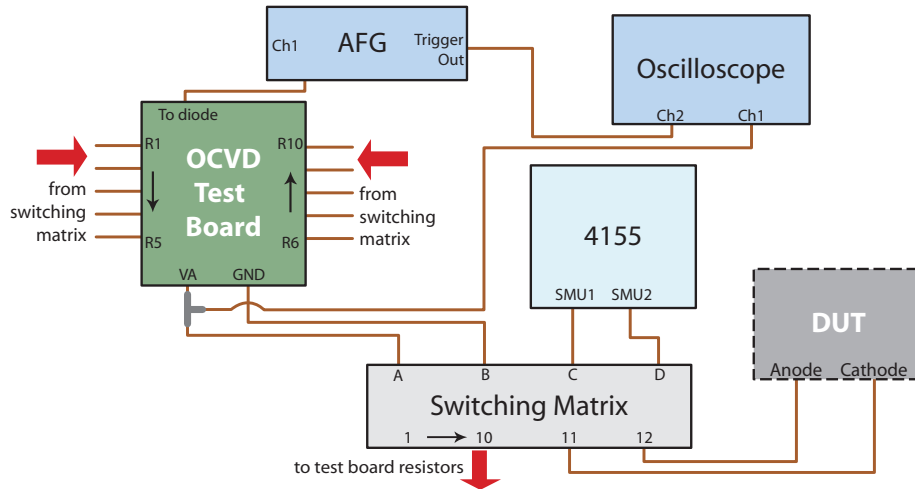 Ch1
AFG
Trigger
Out
Oscilloscope
Ch2
Ch1
To diode
R1
R10
OCVD
Test
Board
from
switching
matrix
from
switching
matrix
R5
R6
VA
GND
4155
SMU1
SMU2
DUT
Anode
Cathode
A
B
C
D
Switching Matrix
1
10
11
12
to test board resistors